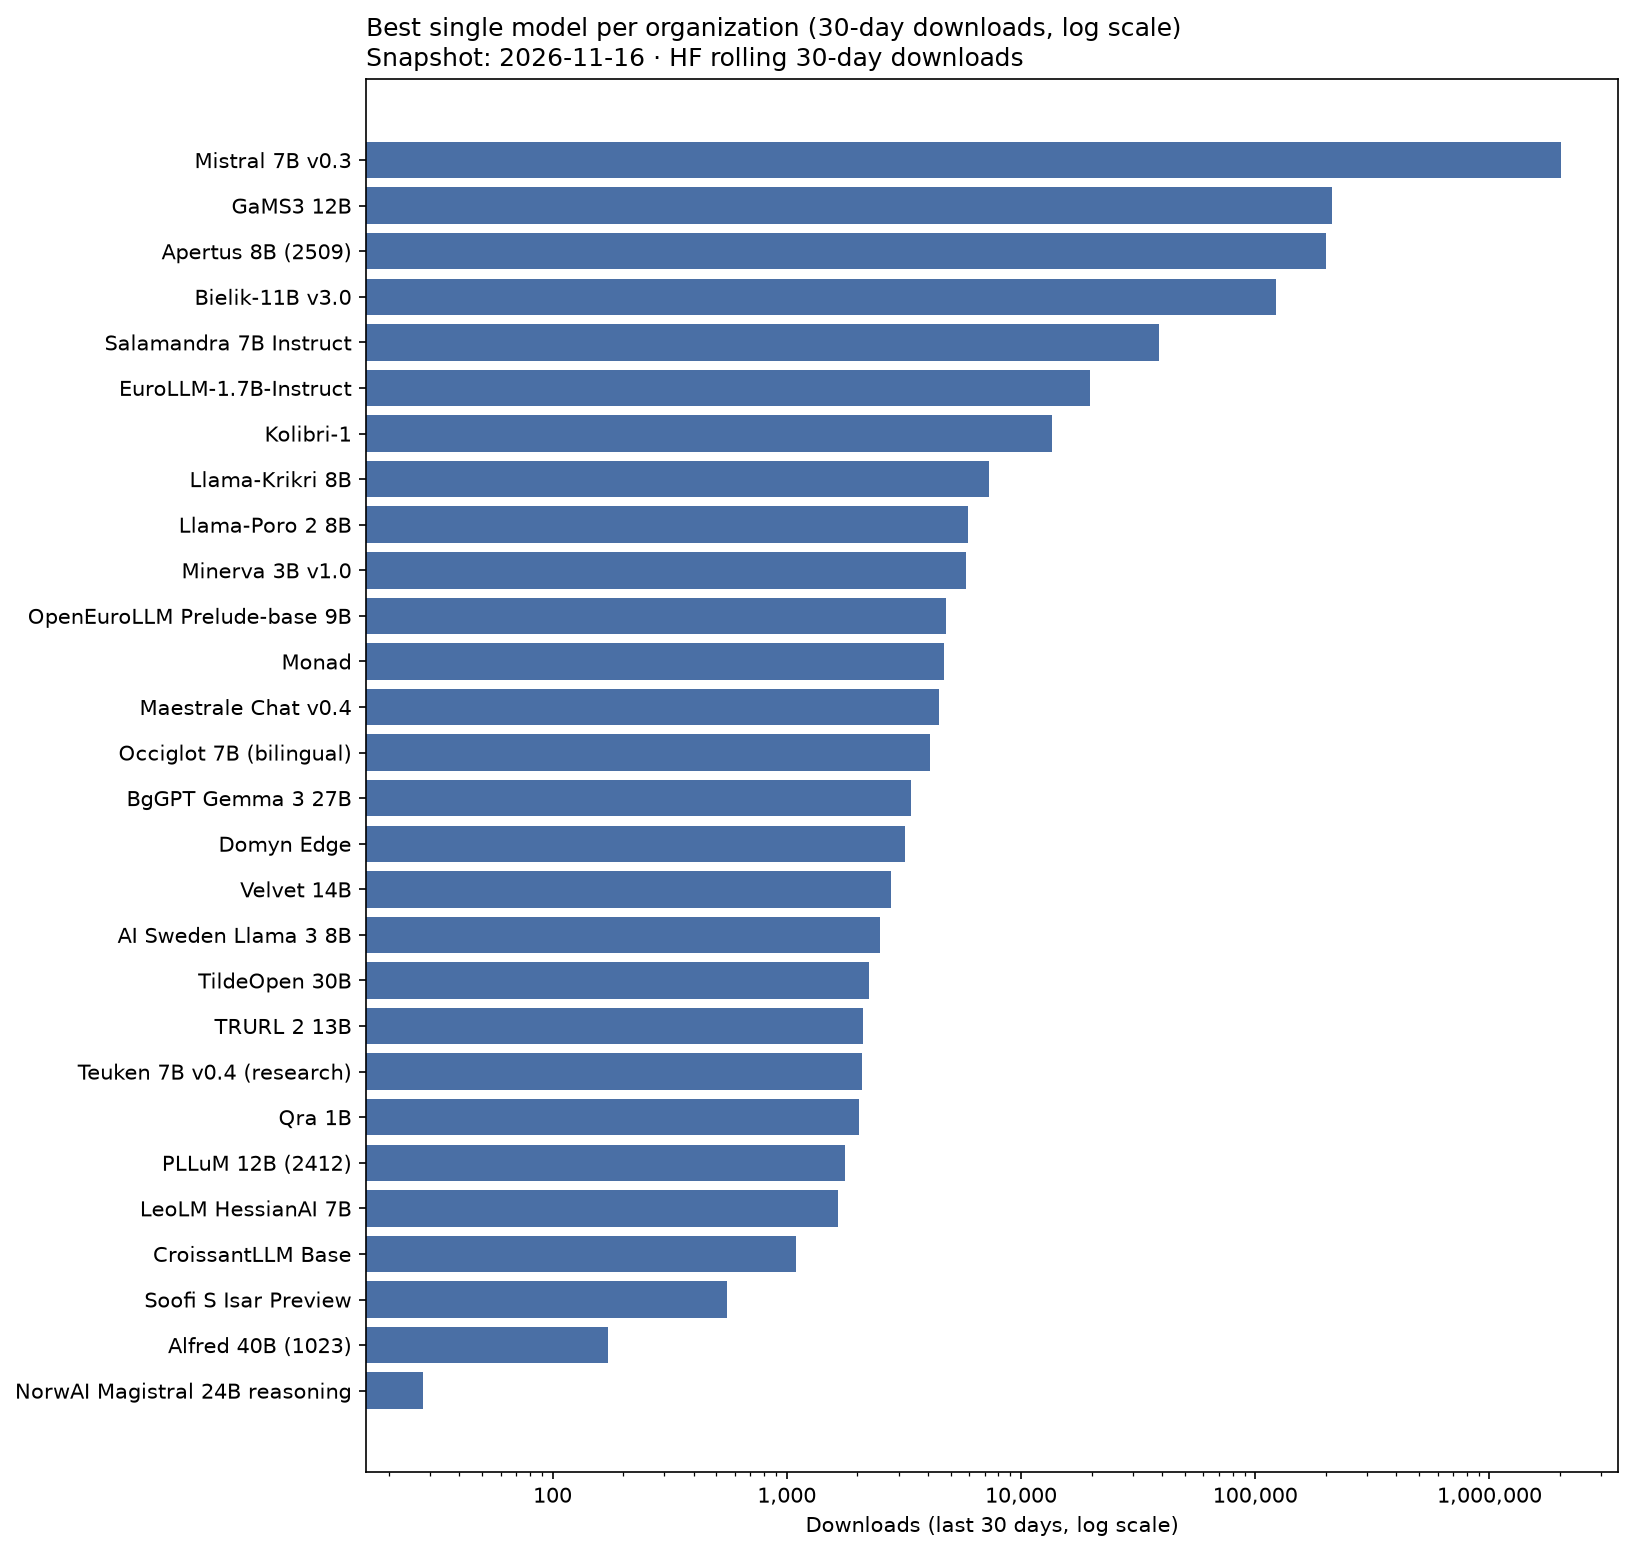 Best single model per organization (30-day downloads, log scale)
Snapshot: 2026-11-16 · HF rolling 30-day downloads
Mistral 7B v0.3
GaMS3 12B
Apertus 8B (2509)
Bielik-11B v3.0
Salamandra 7B Instruct
EuroLLM-1.7B-Instruct
Kolibri-1
Llama-Krikri 8B
Llama-Poro 2 8B
Minerva 3B v1.0
OpenEuroLLM Prelude-base 9B
Monad
Maestrale Chat v0.4
Occiglot 7B (bilingual)
BgGPT Gemma 3 27B
Domyn Edge
Velvet 14B
AI Sweden Llama 3 8B
TildeOpen 30B
TRURL 2 13B
Teuken 7B v0.4 (research)
Qra 1B
PLLuM 12B (2412)
LeoLM HessianAI 7B
CroissantLLM Base
Soofi S Isar Preview
Alfred 40B (1023)
NorwAI Magistral 24B reasoning
100 1,000 10,000 100,000 1,000,000
Downloads (last 30 days, log scale)